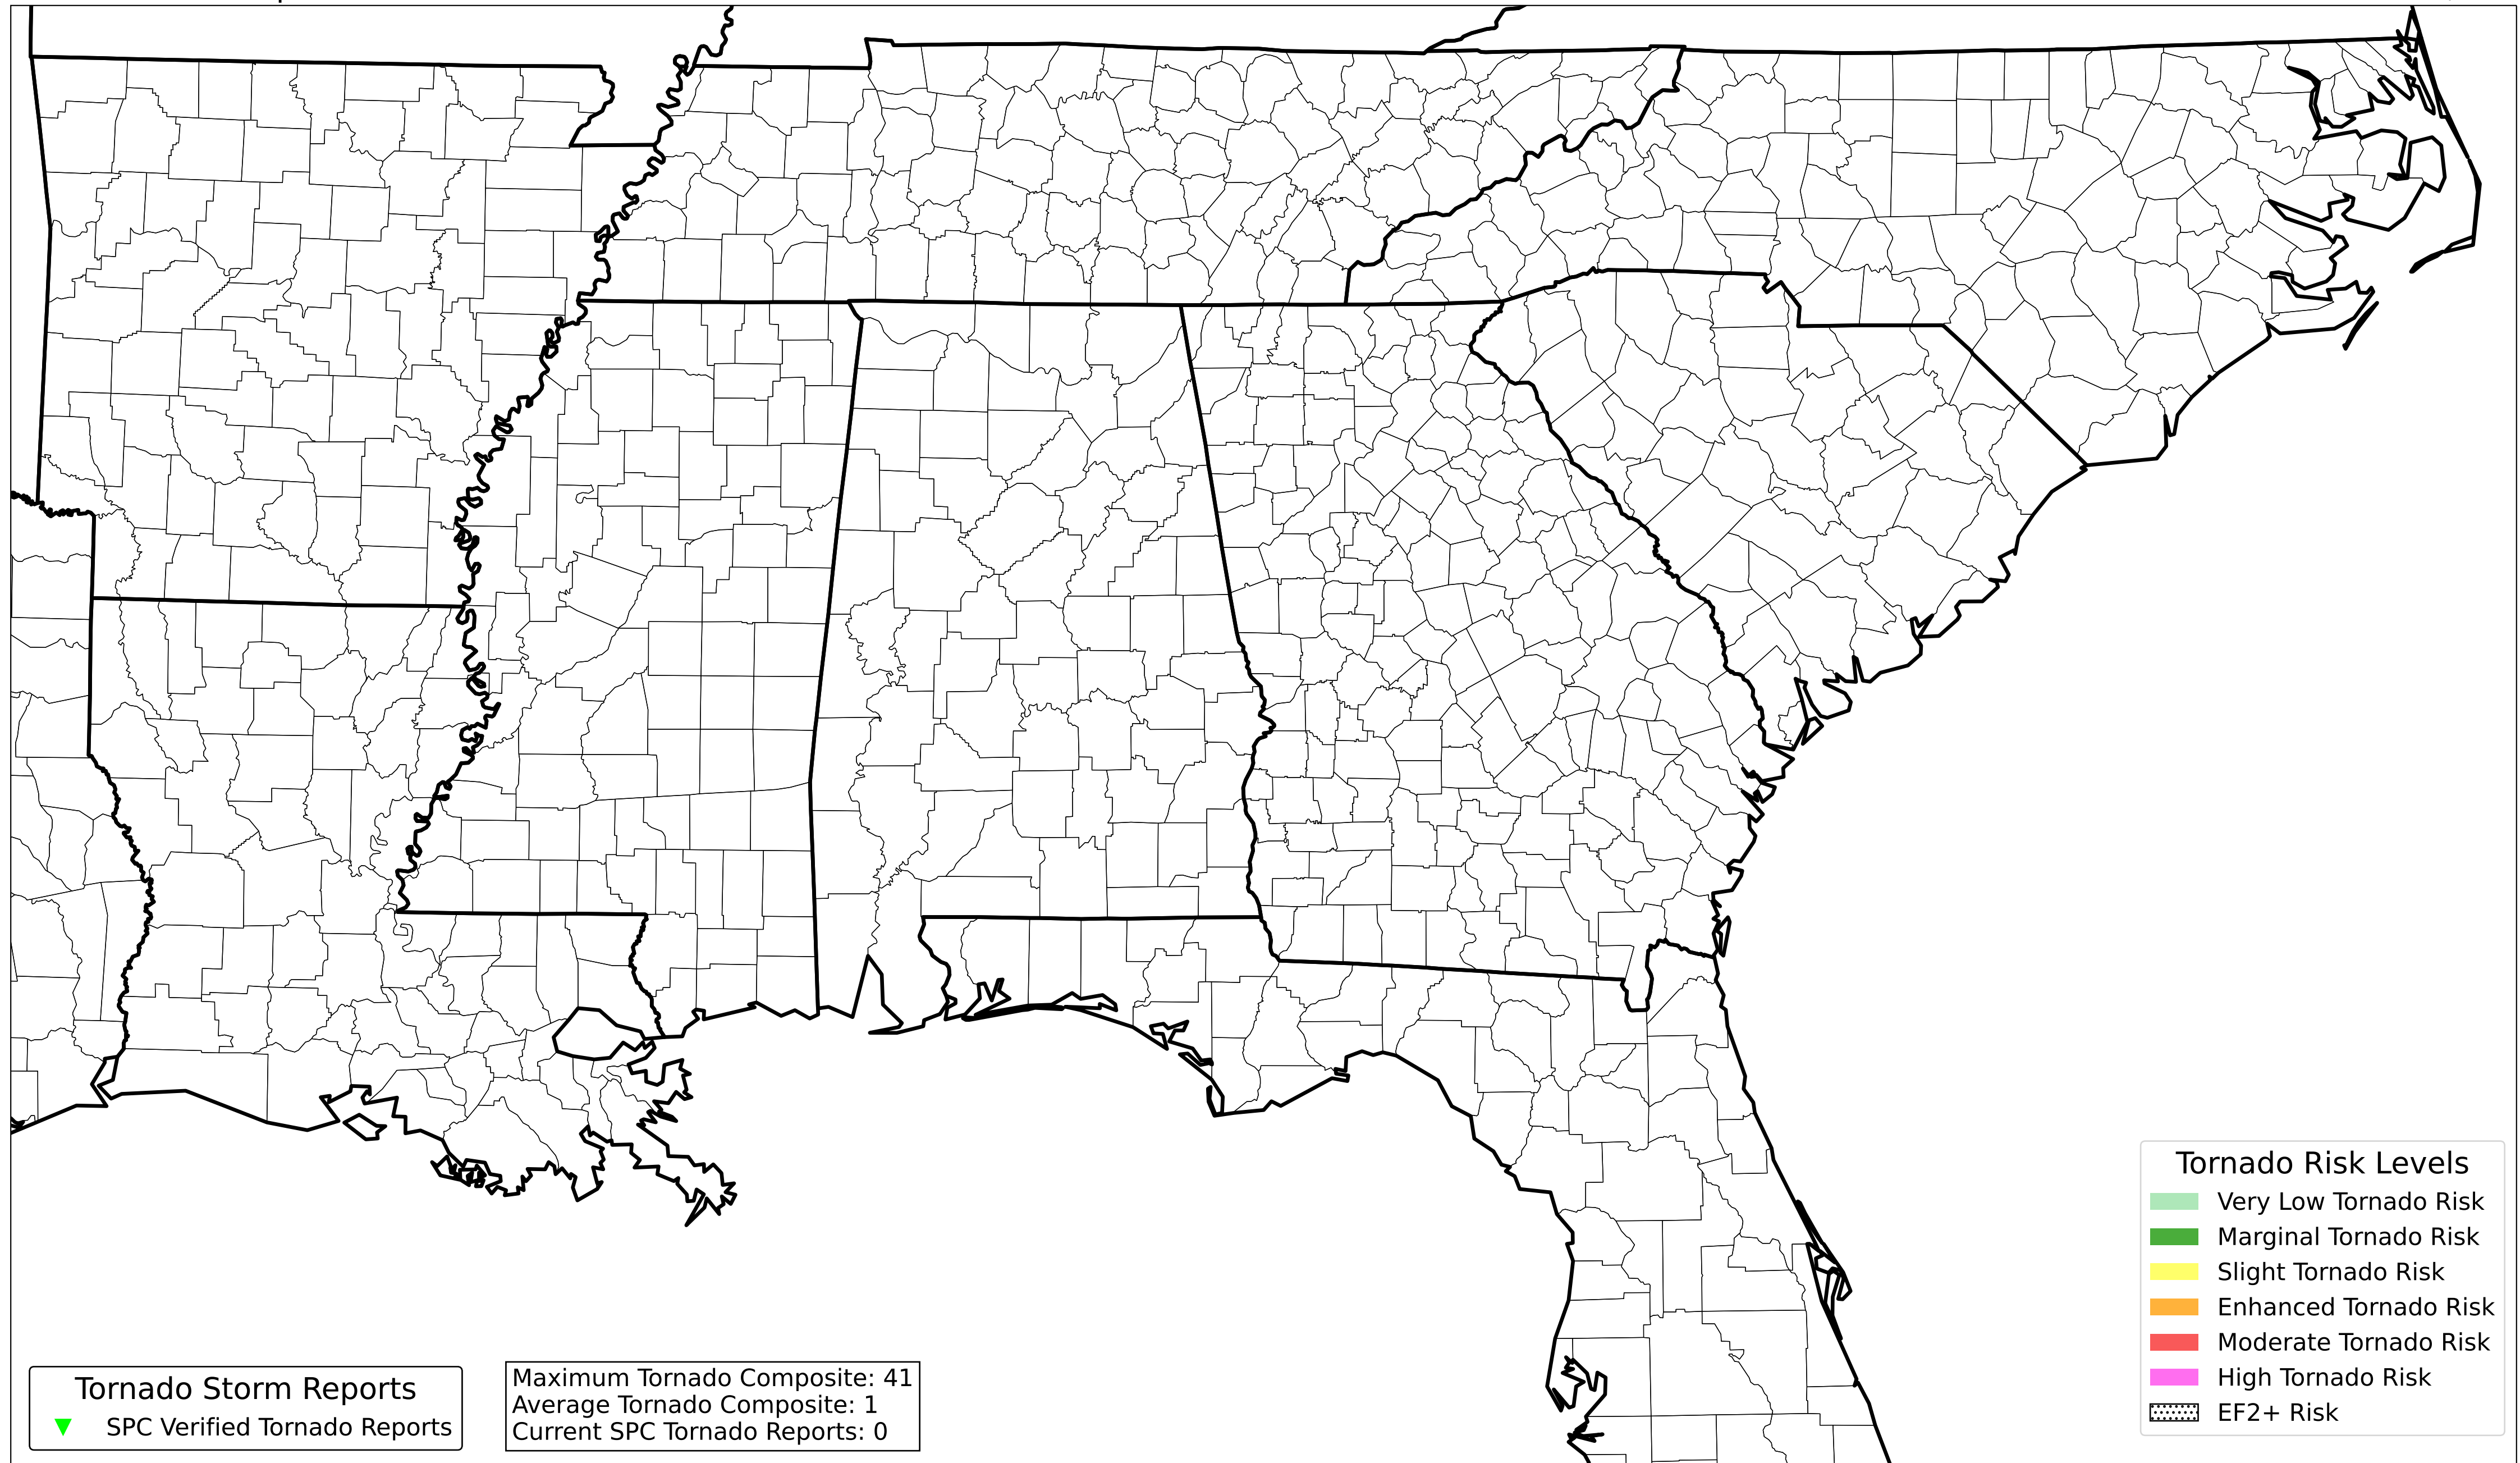 Tornado Risk Levels
Very Low Tornado Risk
Marginal Tornado Risk
Slight Tornado Risk
Enhanced Tornado Risk
Moderate Tornado Risk
High Tornado Risk
EF2+ Risk
Tornado Storm Reports
SPC Verified Tornado Reports
Maximum Tornado Composite: 41
Average Tornado Composite: 1
Current SPC Tornado Reports: 0